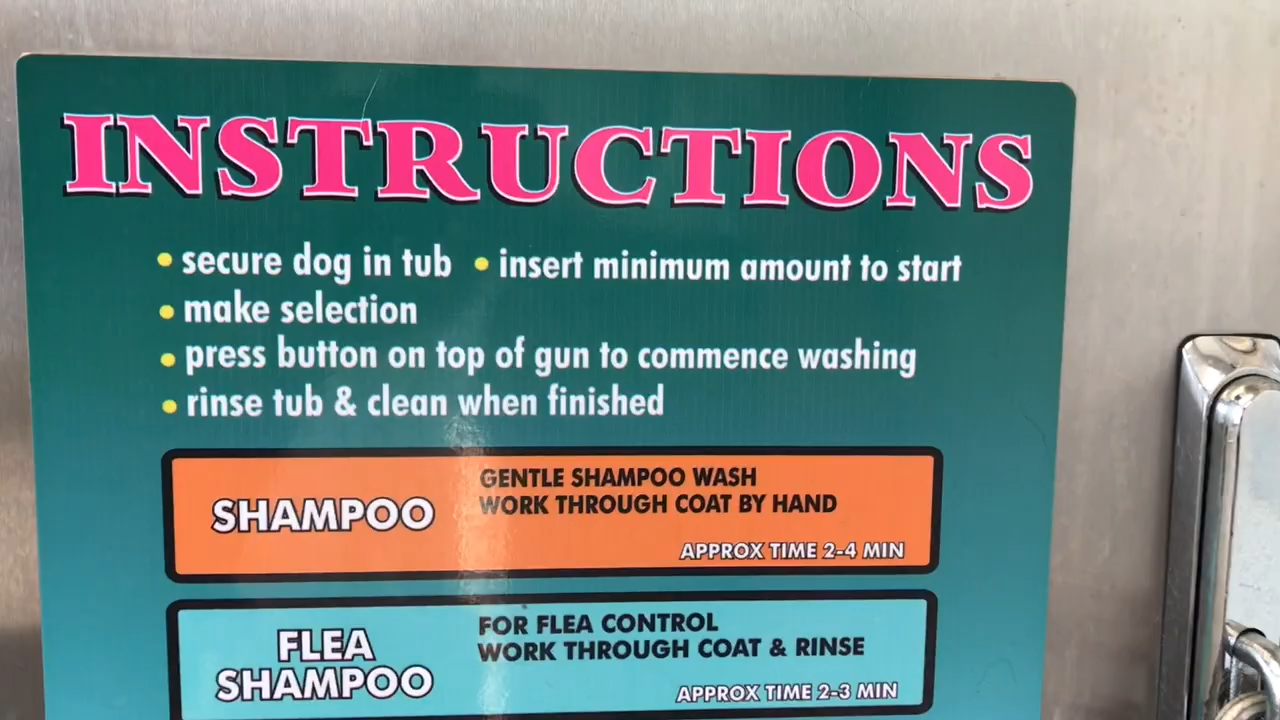 INSTRUCTIONS
• secure dog in tub • insert minimum amount to start
• make selection
• press button on top of gun to commence washing
• rinse tub & clean when finished
SHAMPOO
GENTLE SHAMPOO WASH
WORK THROUGH COAT BY HAND
APPROX TIME 2-4 MIN
FLEA
SHAMPOO
FOR FLEA CONTROL
WORK THROUGH COAT & RINSE
APPROX TIME 2-3 MIN